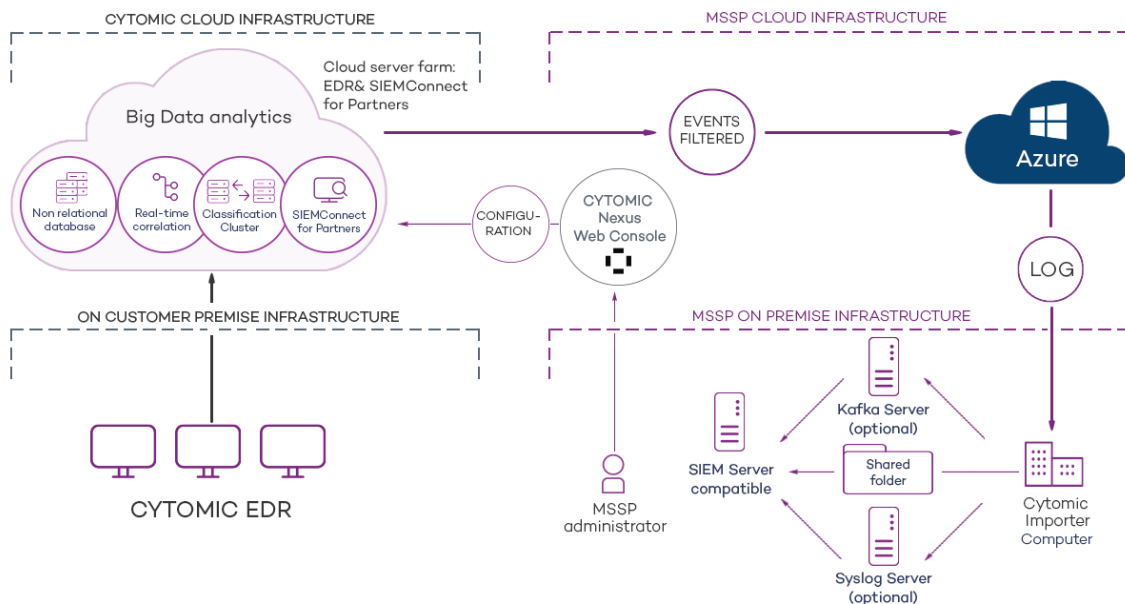 CYTOMIC CLOUD INFRASTRUCTURE
MSSP CLOUD INFRASTRUCTURE
Cloud server farm:
EDR& SIEMConnect
for Partners
Big Data analytics
Non relational
database
Real-time
correlation
Classification
Cluster
SIEMConnect
for Partners
EVENTS
FILTERED
Azure
CONFIGU-
RATION
CYTOMIC
Nexus
Web Console
LOG
ON CUSTOMER PREMISE INFRASTRUCTURE
MSSP ON PREMISE INFRASTRUCTURE
CYTOMIC EDR
MSSP
administrator
Kafka Server
(optional)
SIEM Server
compatible
Shared
folder
Syslog Server
(optional)
Cytomic
Importer
Computer